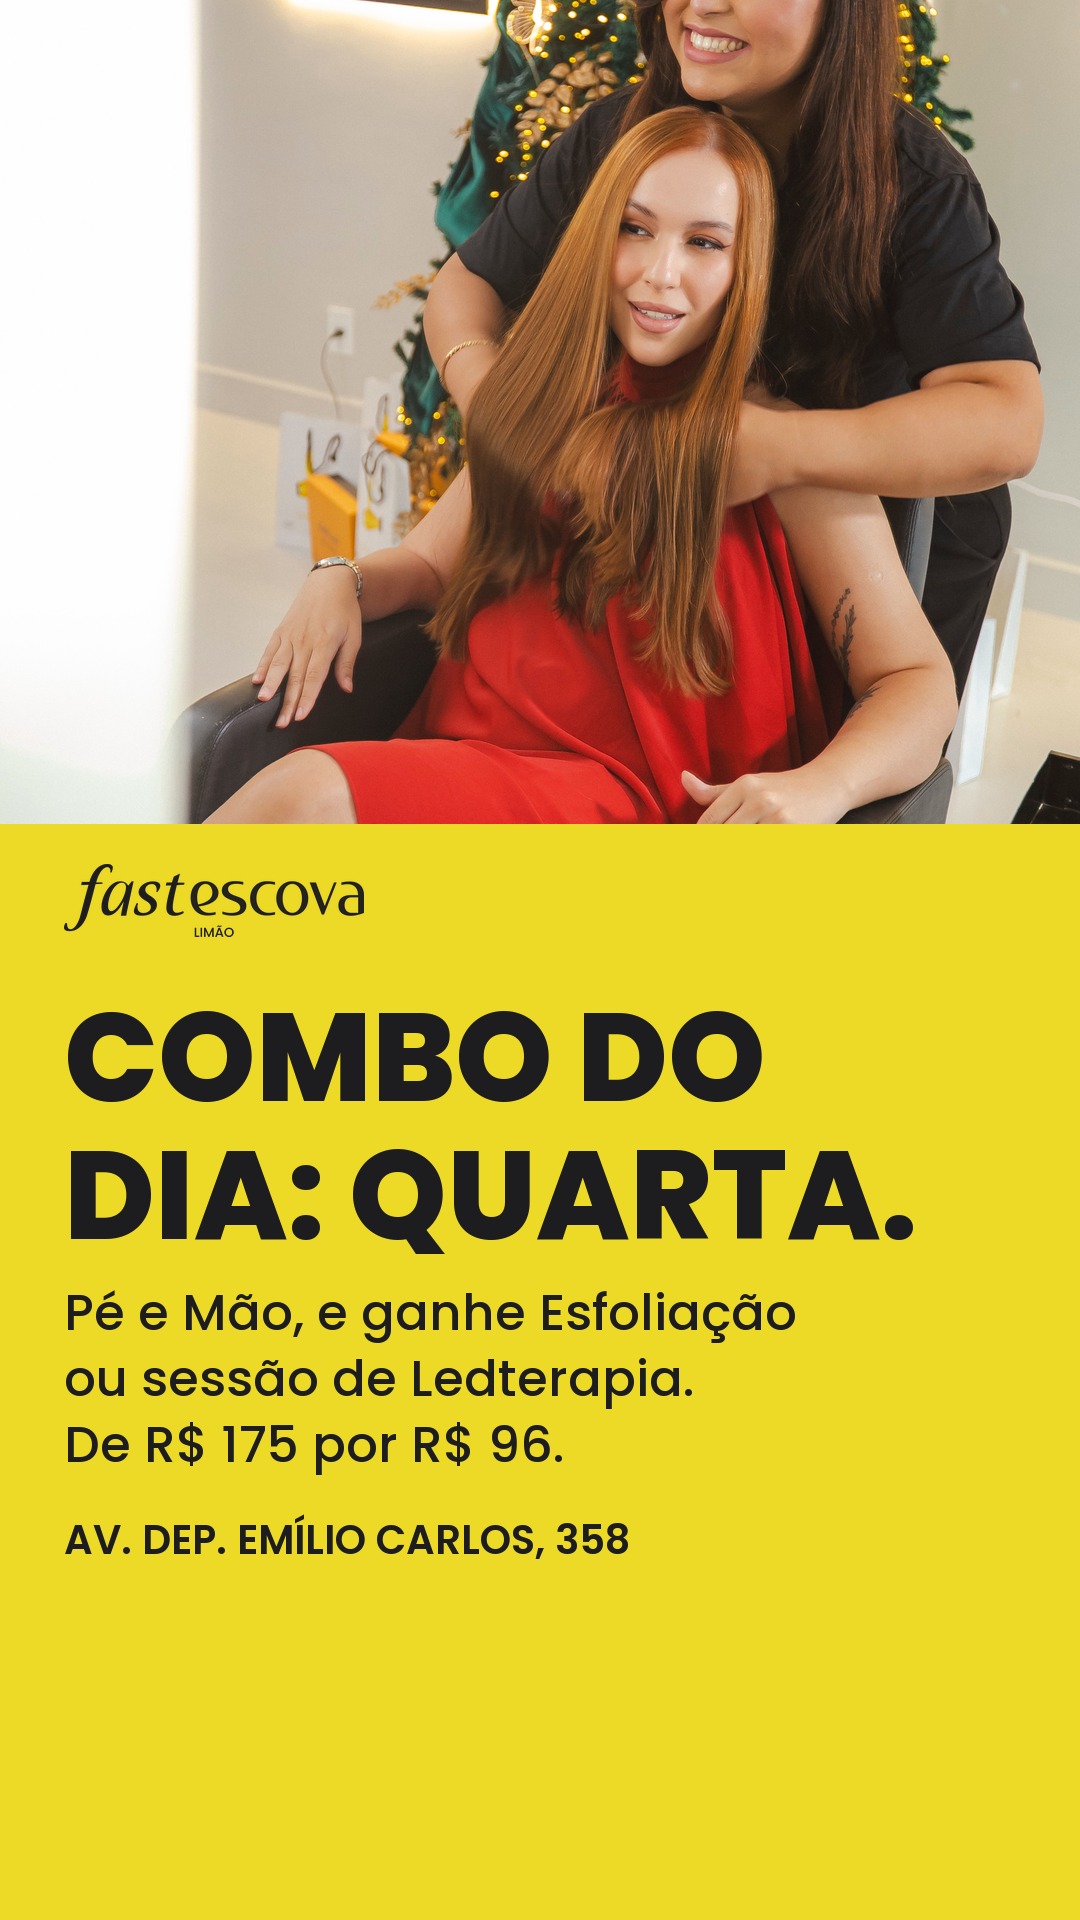 fastescova
LIMÃO
COMBO DO
DIA: QUARTA.
Pé e Mão, e ganhe Esfoliação
ou sessão de Ledterapia.
De R$ 175 por R$ 96.
AV. DEP. EMÍLIO CARLOS, 358